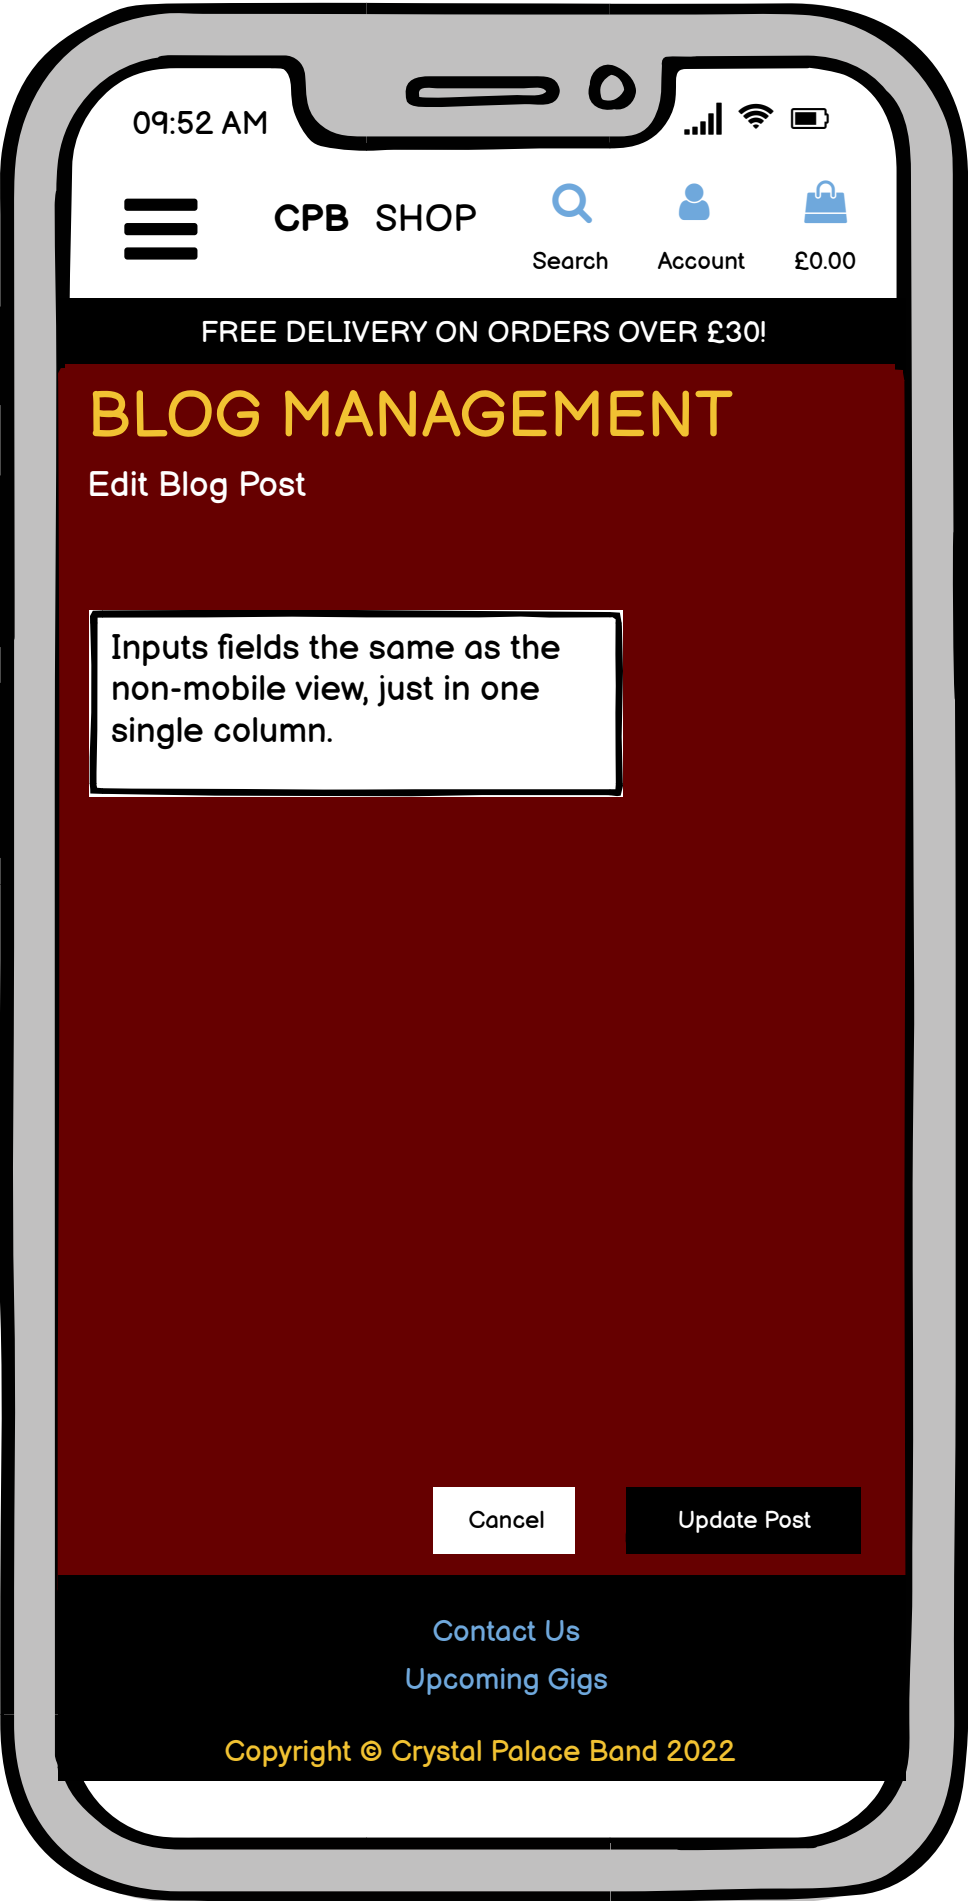 09:52 AM
CPB SHOP
Search Account £0.00
FREE DELIVERY ON ORDERS OVER £30!
BLOG MANAGEMENT
Edit Blog Post
Inputs fields the same as the
non-mobile view, just in one
single column.
Cancel Update Post
Contact Us
Upcoming Gigs
Copyright © Crystal Palace Band 2022